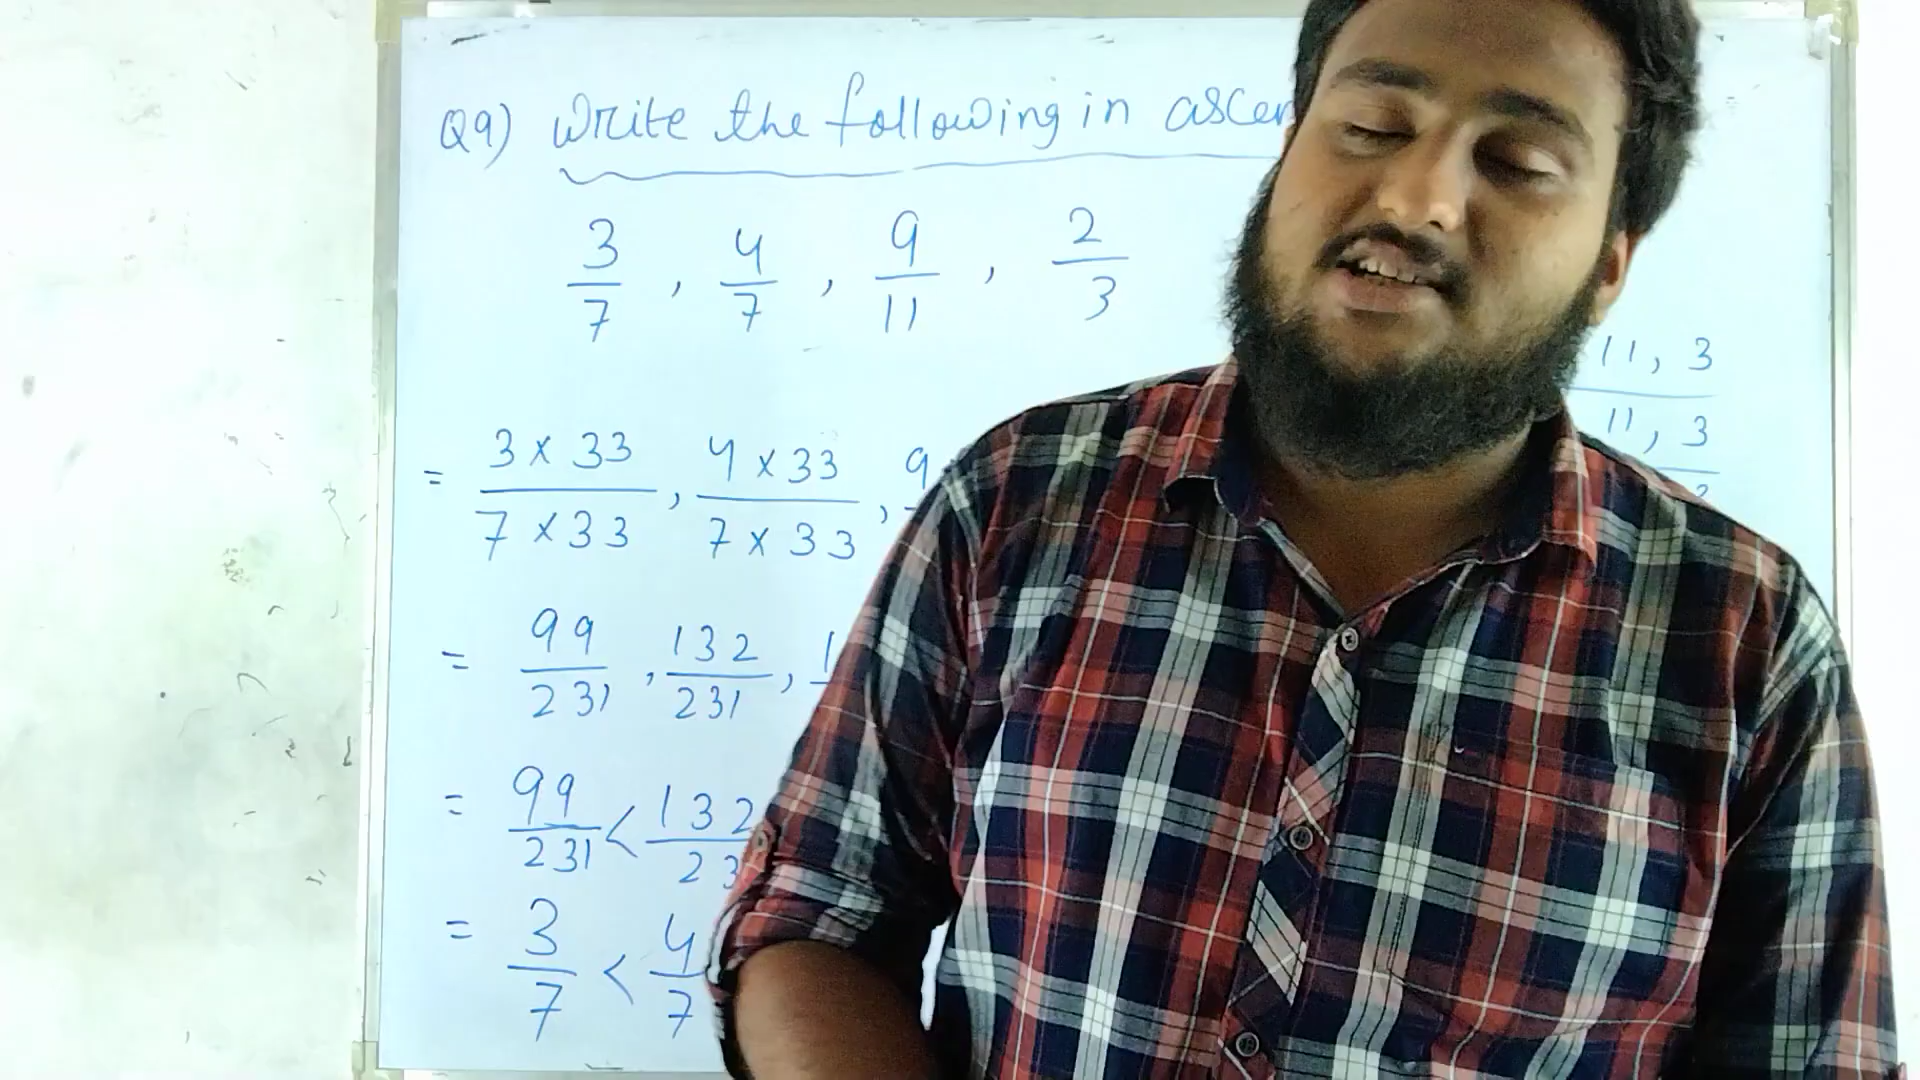 Q9) Write the following in ascen
3/7 , 4/7 , 9/11 , 2/3
11, 3
11, 3
= 3 x 33 / 7 x 33 , 4 x 33 / 7 x 33 , 9
= 99/231 , 132/231 , 1
= 99/231 < 132/23
= 3/7 < 4/7